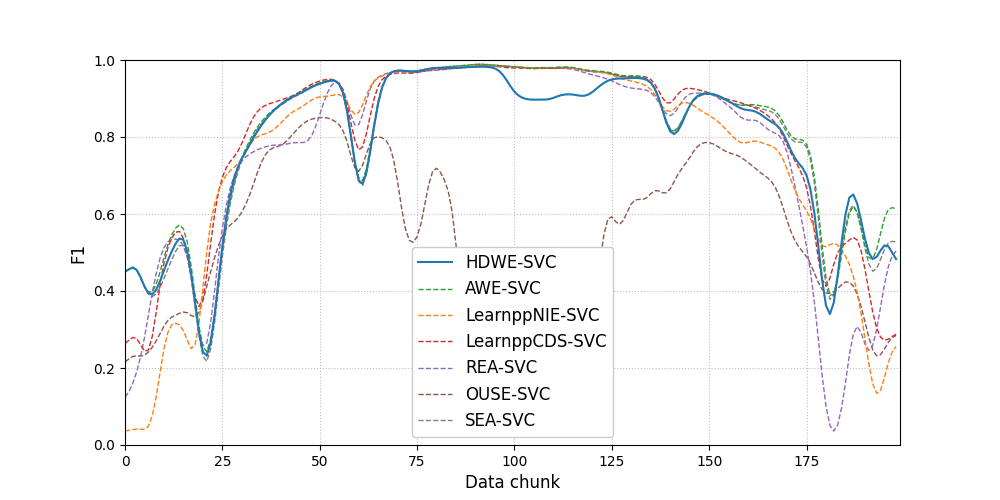 1.0
0.8
0.6
0.4
0.2
0.0
F1
HDWE-SVC
AWE-SVC
LearnppNIE-SVC
LearnppCDS-SVC
REA-SVC
OUSE-SVC
SEA-SVC
0 25 50 75 100 125 150 175
Data chunk